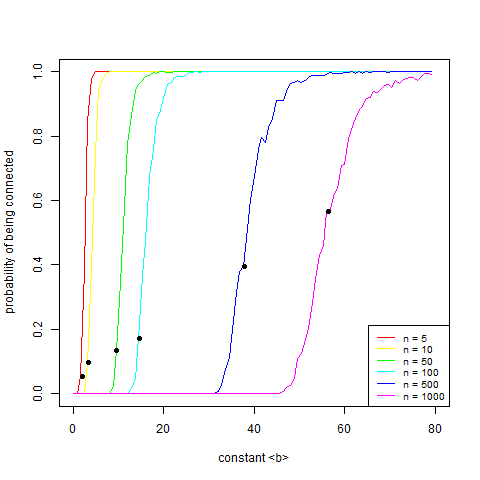 probability of being connected
1.0
0.8
0.6
0.4
0.2
0.0
n = 5
n = 10
n = 50
n = 100
n = 500
n = 1000
0 20 40 60 80
constant <b>